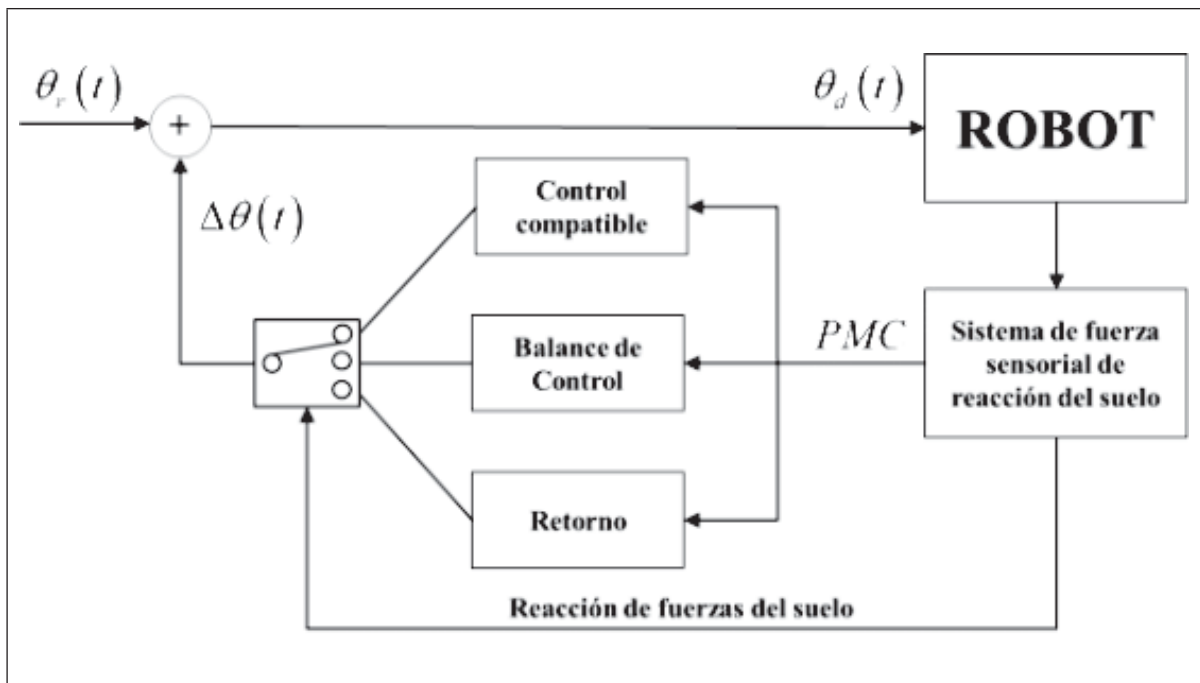 θr(t)
+
θd(t)
ROBOT
Δθ(t)
Control
compatible
Balance de
Control
Retorno
PMC
Sistema de fuerza
sensorial de
reacción del suelo
Reacción de fuerzas del suelo